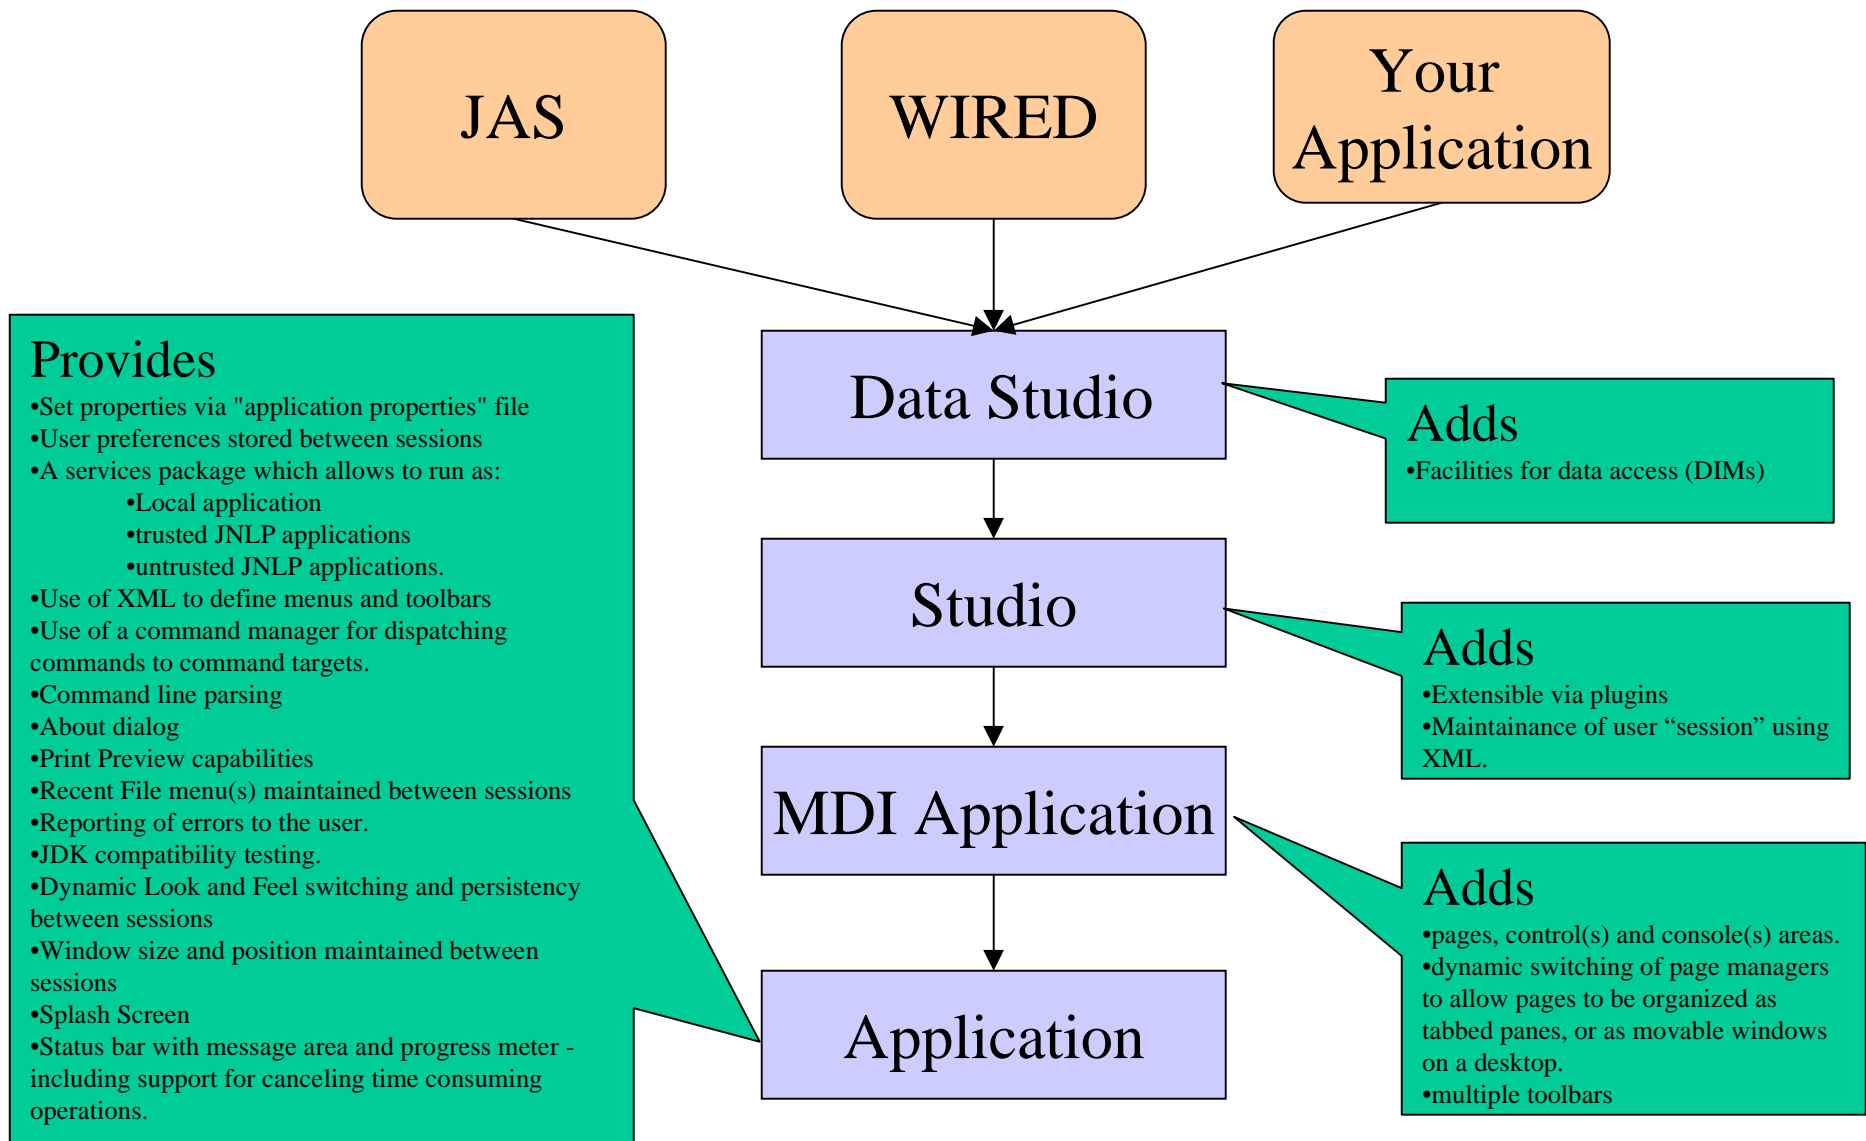 JAS
WIRED
Your
Application
Provides
•Set properties via "application properties" file
•User preferences stored between sessions
•A services package which allows to run as:
•Local application
•trusted JNLP applications
•untrusted JNLP applications.
•Use of XML to define menus and toolbars
•Use of a command manager for dispatching
commands to command targets.
•Command line parsing
•About dialog
•Print Preview capabilities
•Recent File menu(s) maintained between sessions
•Reporting of errors to the user.
•JDK compatibility testing.
•Dynamic Look and Feel switching and persistency
between sessions
•Window size and position maintained between
sessions
•Splash Screen
•Status bar with message area and progress meter -
including support for canceling time consuming
operations.
Data Studio
Adds
•Facilities for data access (DIMs)
Studio
Adds
•Extensible via plugins
•Maintainance of user “session” using
XML.
MDI Application
Adds
•pages, control(s) and console(s) areas.
•dynamic switching of page managers
to allow pages to be organized as
tabbed panes, or as movable windows
on a desktop.
•multiple toolbars
Application